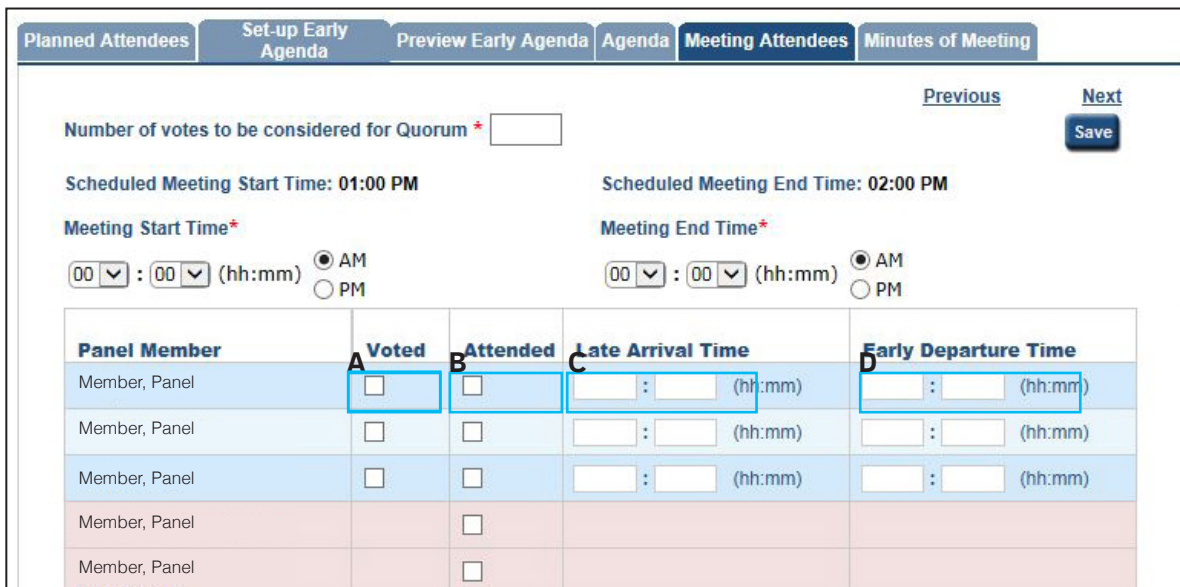 Planned Attendees Set-up Early Agenda Preview Early Agenda Agenda Meeting Attendees Minutes of Meeting
Previous Next
Number of votes to be considered for Quorum * Save
Scheduled Meeting Start Time: 01:00 PM Scheduled Meeting End Time: 02:00 PM
Meeting Start Time* Meeting End Time*
00 : 00 (hh:mm) AM PM 00 : 00 (hh:mm) AM PM
Panel Member Voted Attended Late Arrival Time Early Departure Time
A B C D
Member, Panel : (hh:mm) : (hh:mm)
Member, Panel : (hh:mm) : (hh:mm)
Member, Panel : (hh:mm) : (hh:mm)
Member, Panel
Member, Panel